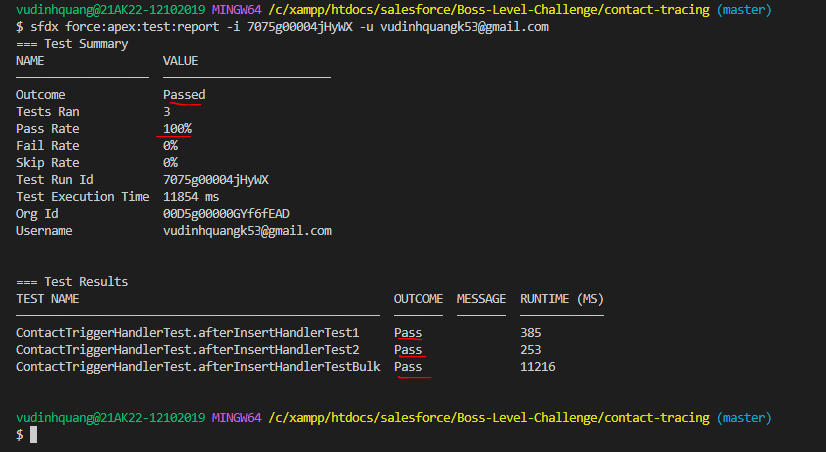 vudinhquang@21AK22-12102019 MINGW64 /c/xampp/htdocs/salesforce/Boss-Level-Challenge/contact-tracing (master)
$ sfdx force:apex:test:report -i 7075g00004jHyWX -u vudinhquangk53@gmail.com
=== Test Summary
NAME VALUE
Outcome Passed
Tests Ran 3
Pass Rate 100%
Fail Rate 0%
Skip Rate 0%
Test Run Id 7075g00004jHyWX
Test Execution Time 11854 ms
Org Id 00D5g00000GYf6fEAD
Username vudinhquangk53@gmail.com
=== Test Results
TEST NAME OUTCOME MESSAGE RUNTIME (MS)
ContactTriggerHandlerTest.afterInsertHandlerTest1 Pass 385
ContactTriggerHandlerTest.afterInsertHandlerTest2 Pass 253
ContactTriggerHandlerTest.afterInsertHandlerTestBulk Pass 11216
vudinhquang@21AK22-12102019 MINGW64 /c/xampp/htdocs/salesforce/Boss-Level-Challenge/contact-tracing (master)
$